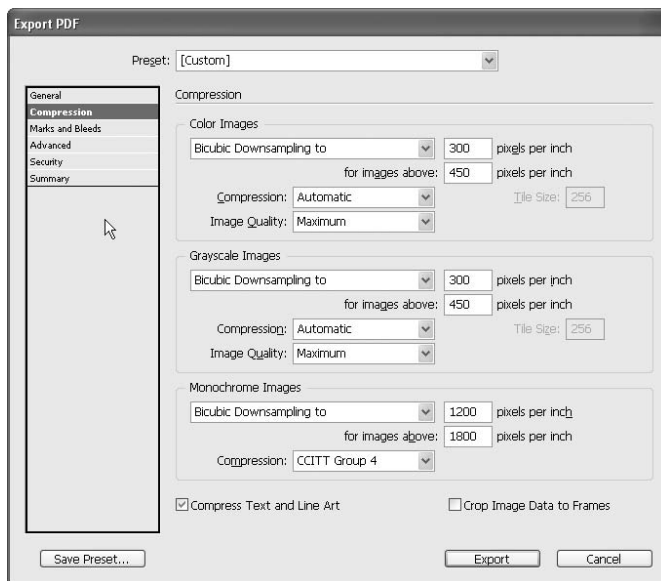 Export PDF
Preset: [Custom]
General
Compression
Marks and Bleeds
Advanced
Security
Summary
Compression
Color Images
Bicubic Downsampling to 300 pixels per inch
for images above: 450 pixels per inch
Compression: Automatic Tile Size: 256
Image Quality: Maximum
Grayscale Images
Bicubic Downsampling to 300 pixels per inch
for images above: 450 pixels per inch
Compression: Automatic Tile Size: 256
Image Quality: Maximum
Monochrome Images
Bicubic Downsampling to 1200 pixels per inch
for images above: 1800 pixels per inch
Compression: CCITT Group 4
Compress Text and Line Art Crop Image Data to Frames
Save Preset... Export Cancel